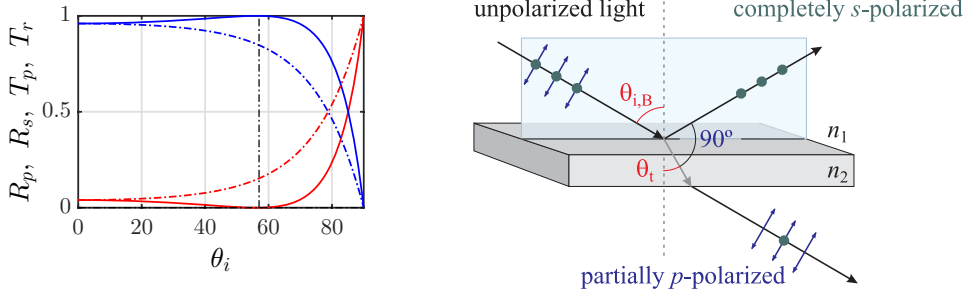 R_p, R_s, T_p, T_r
1
0.5
0
0 20 40 60 80
θ_i
unpolarized light
completely s-polarized
θ_i,B
90º
θ_t
n_1
n_2
partially p-polarized